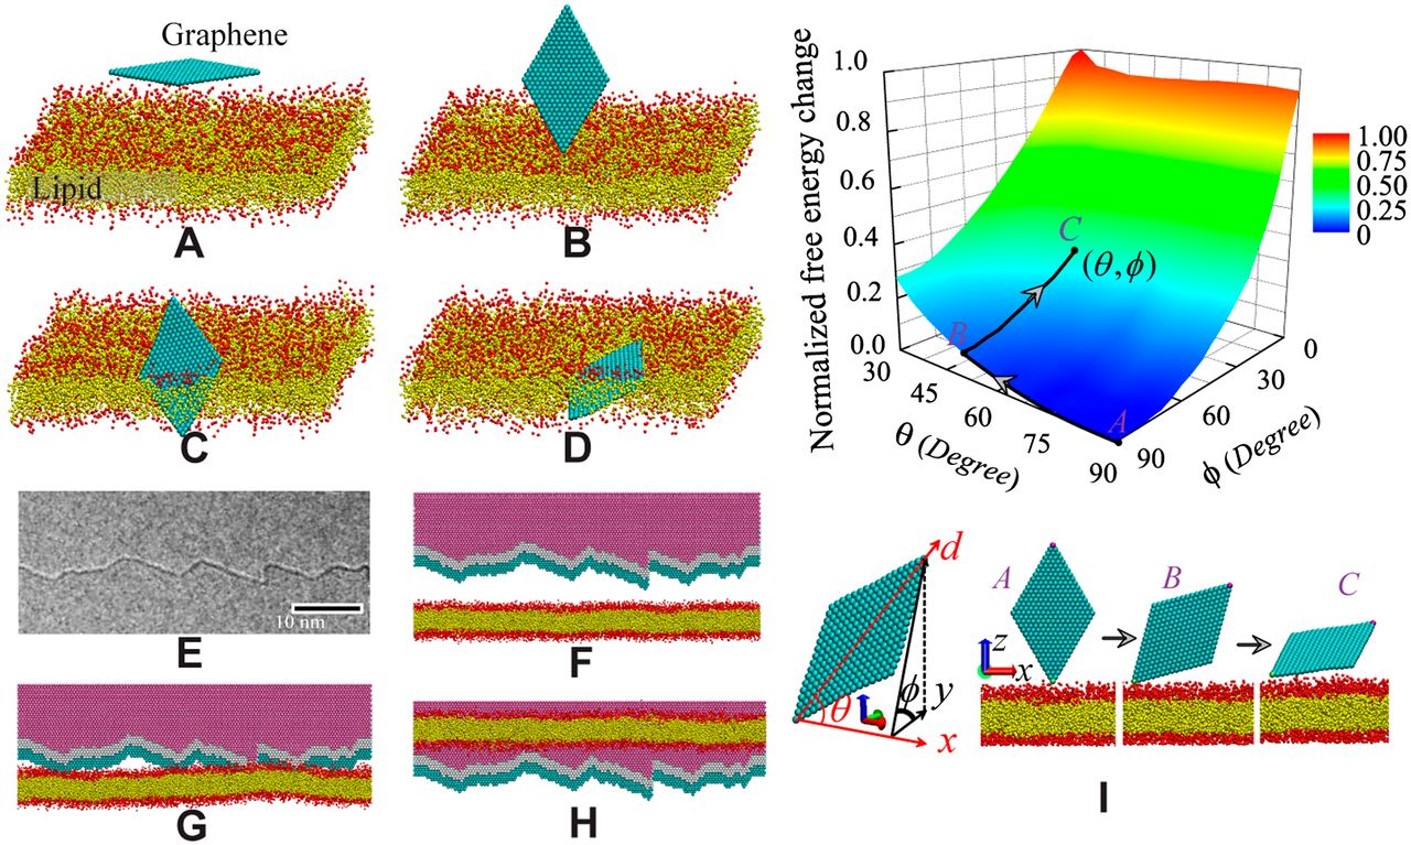 Graphene
Lipid
A
B
C
D
10 nm
E
F
G
H
Normalized free energy change
1.0
0.8
0.6
0.4
0.2
0.0
30
45
60
75
90
θ (Degree)
90
60
30
0
ϕ (Degree)
A
B
C
(θ,ϕ)
1.00
0.75
0.50
0.25
0
d
θ
ϕ
y
x
A
B
C
z
x
I